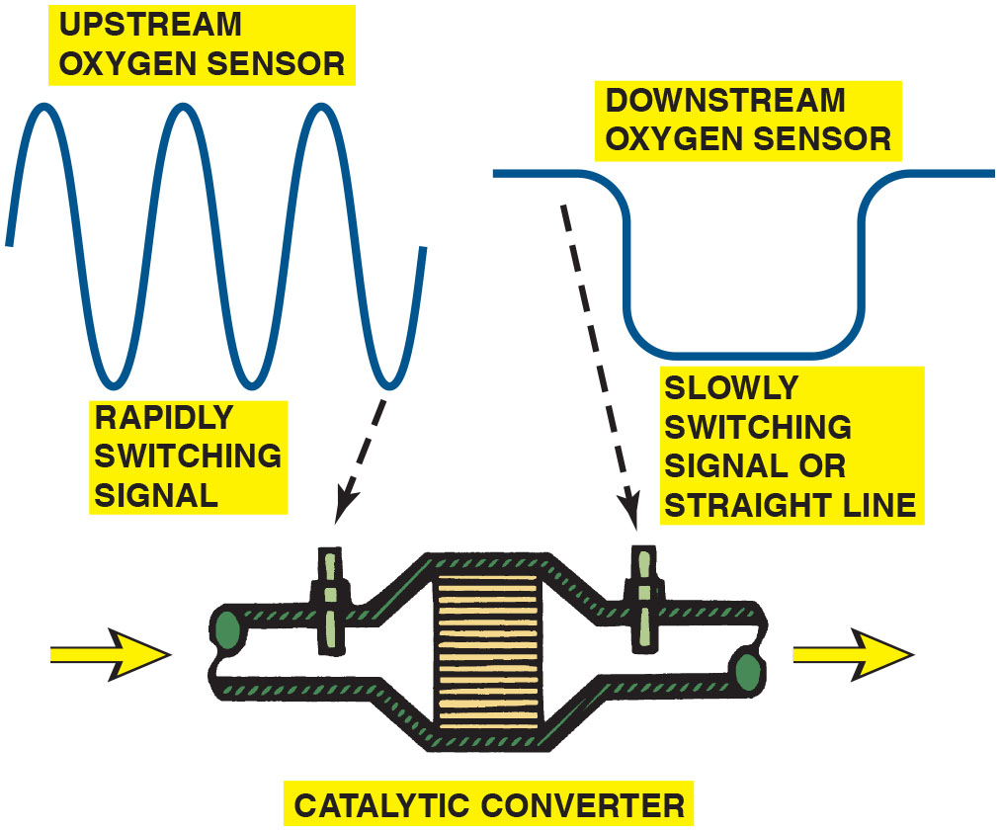 UPSTREAM
OXYGEN SENSOR
DOWNSTREAM
OXYGEN SENSOR
RAPIDLY
SWITCHING
SIGNAL
SLOWLY
SWITCHING
SIGNAL OR
STRAIGHT LINE
CATALYTIC CONVERTER